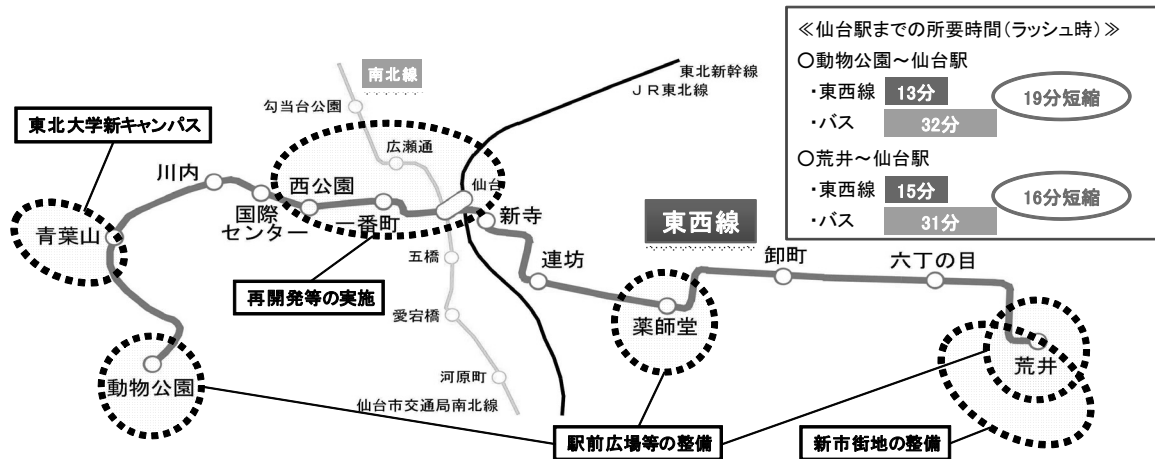 ≪仙台駅までの所要時間(ラッシュ時)≫
○動物公園～仙台駅
・東西線 13分
・バス 32分
19分短縮
○荒井～仙台駅
・東西線 15分
・バス 31分
16分短縮
南北線
東北新幹線
JR東北線
勾当台公園
東北大学新キャンパス
広瀬通
川内
西公園
仙台
国際
センター
一番町
新寺
東西線
青葉山
五橋
連坊
卸町
六丁の目
再開発等の実施
愛宕橋
薬師堂
荒井
動物公園
河原町
仙台市交通局南北線
駅前広場等の整備
新市街地の整備